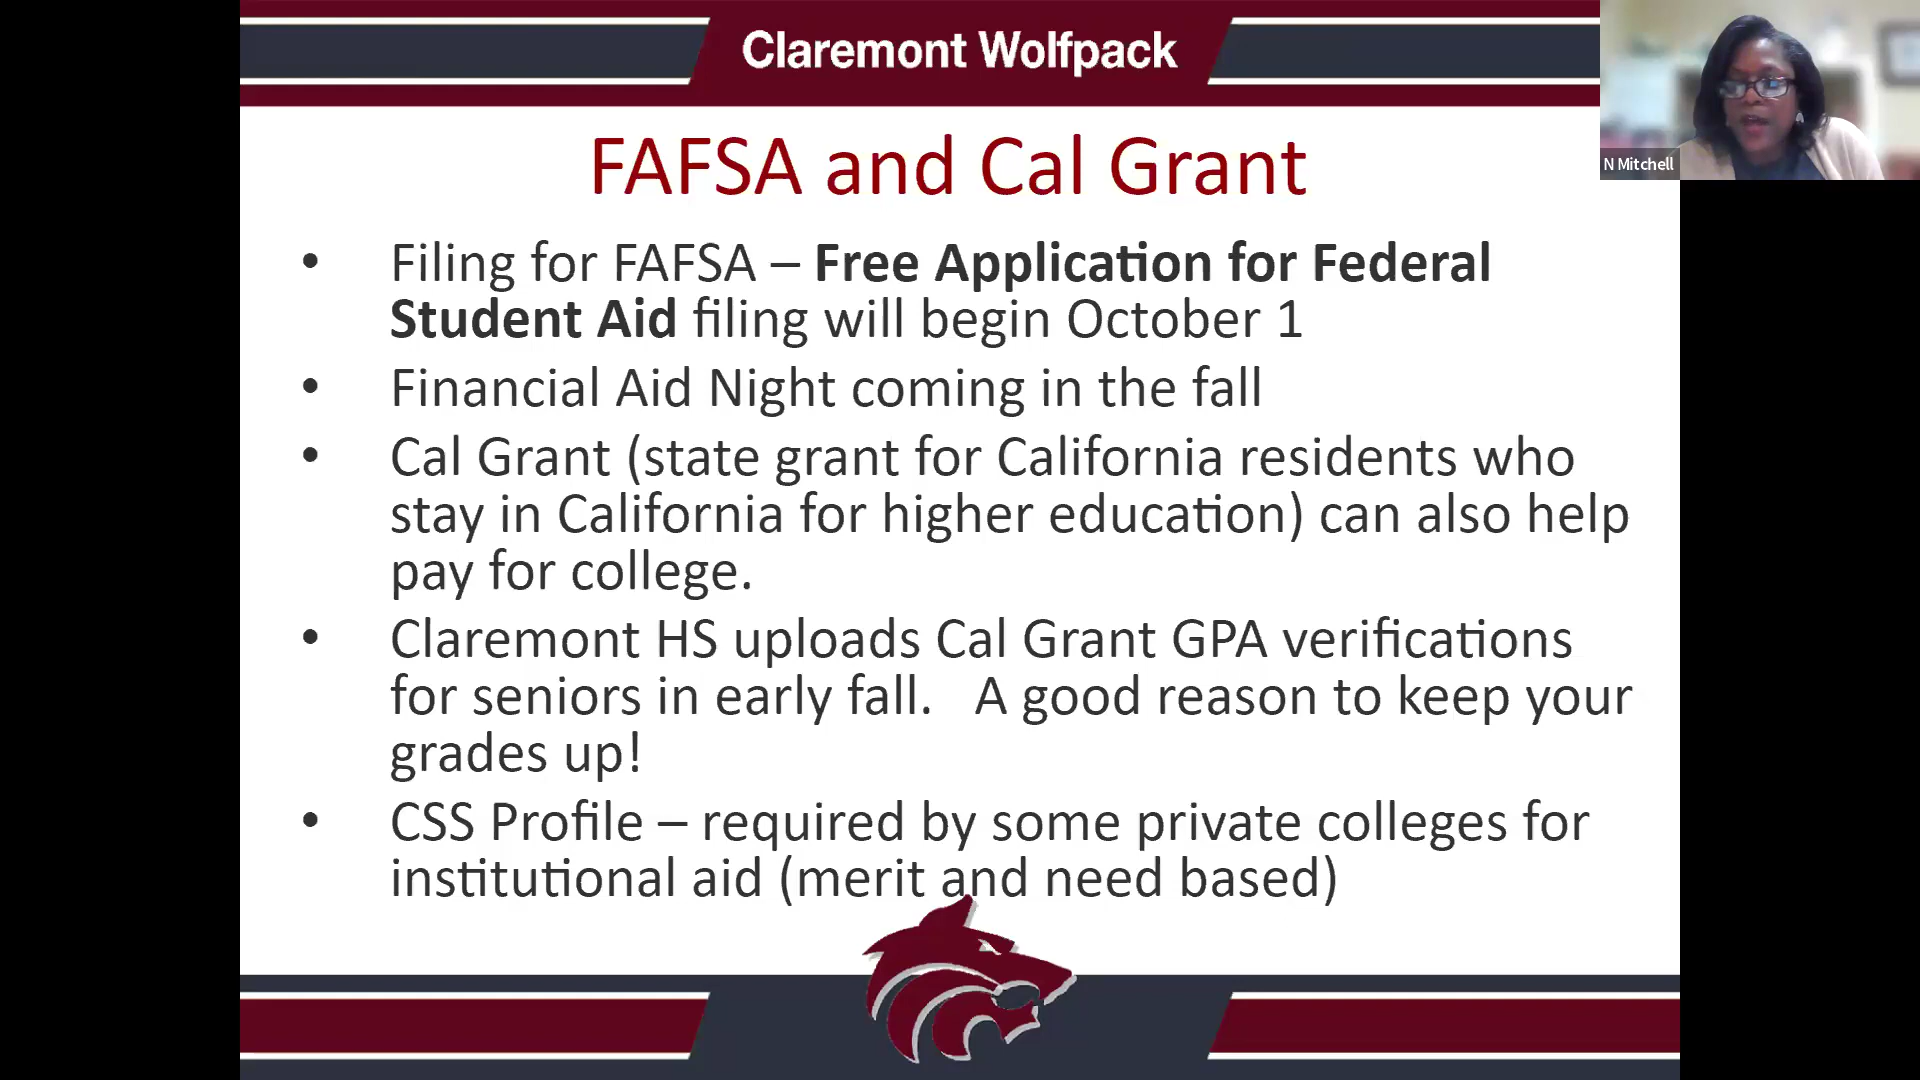 Claremont Wolfpack
N Mitchell
FAFSA and Cal Grant
• Filing for FAFSA – Free Application for Federal
Student Aid filing will begin October 1
• Financial Aid Night coming in the fall
• Cal Grant (state grant for California residents who
stay in California for higher education) can also help
pay for college.
• Claremont HS uploads Cal Grant GPA verifications
for seniors in early fall.   A good reason to keep your
grades up!
• CSS Profile – required by some private colleges for
institutional aid (merit and need based)